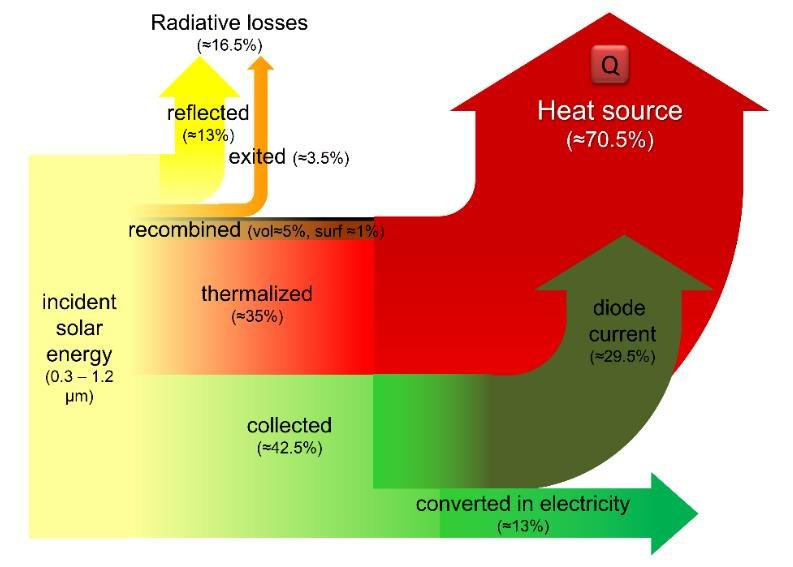 Radiative losses
(≈16.5%)
reflected
(≈13%)
exited (≈3.5%)
Q
Heat source
(≈70.5%)
recombined (vol≈5%, surf ≈1%)
thermalized
(≈35%)
incident
solar
energy
(0.3 – 1.2
µm)
diode
current
(≈29.5%)
collected
(≈42.5%)
converted in electricity
(≈13%)